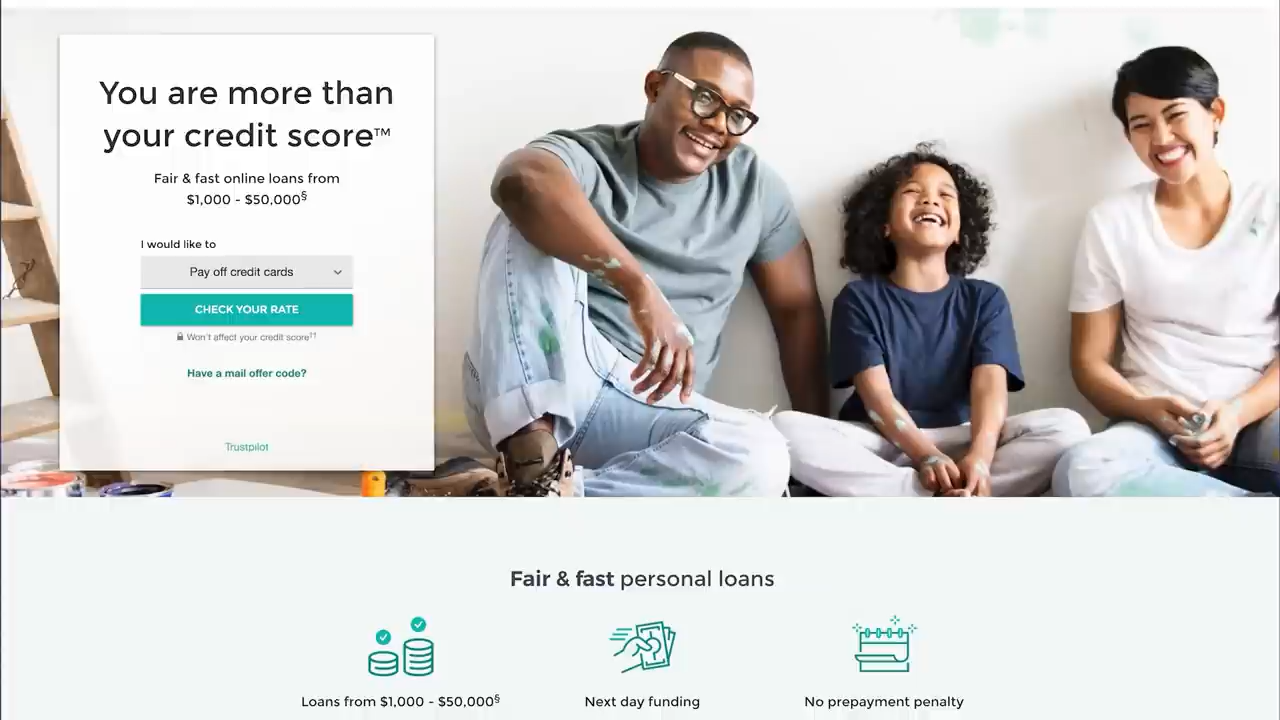 You are more than
your credit score™
Fair & fast online loans from
$1,000 - $50,000§
I would like to
Pay off credit cards
CHECK YOUR RATE
Won't affect your credit score††
Have a mail offer code?
Trustpilot
Fair & fast personal loans
Loans from $1,000 - $50,000§
Next day funding
No prepayment penalty